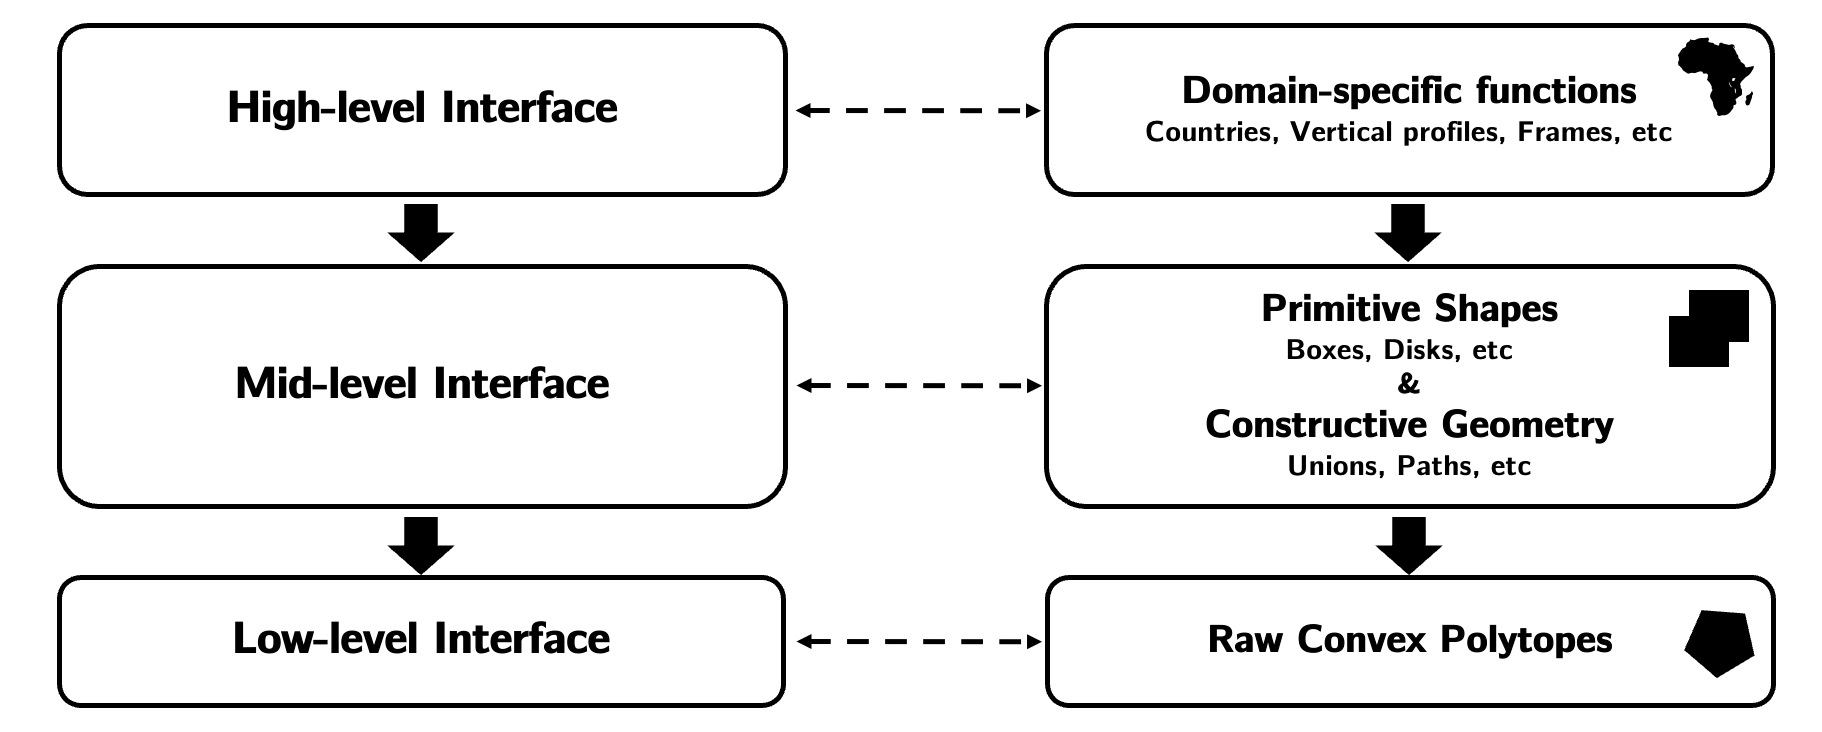 High-level Interface
Domain-specific functions
Countries, Vertical profiles, Frames, etc
Mid-level Interface
Primitive Shapes
Boxes, Disks, etc
&
Constructive Geometry
Unions, Paths, etc
Low-level Interface
Raw Convex Polytopes